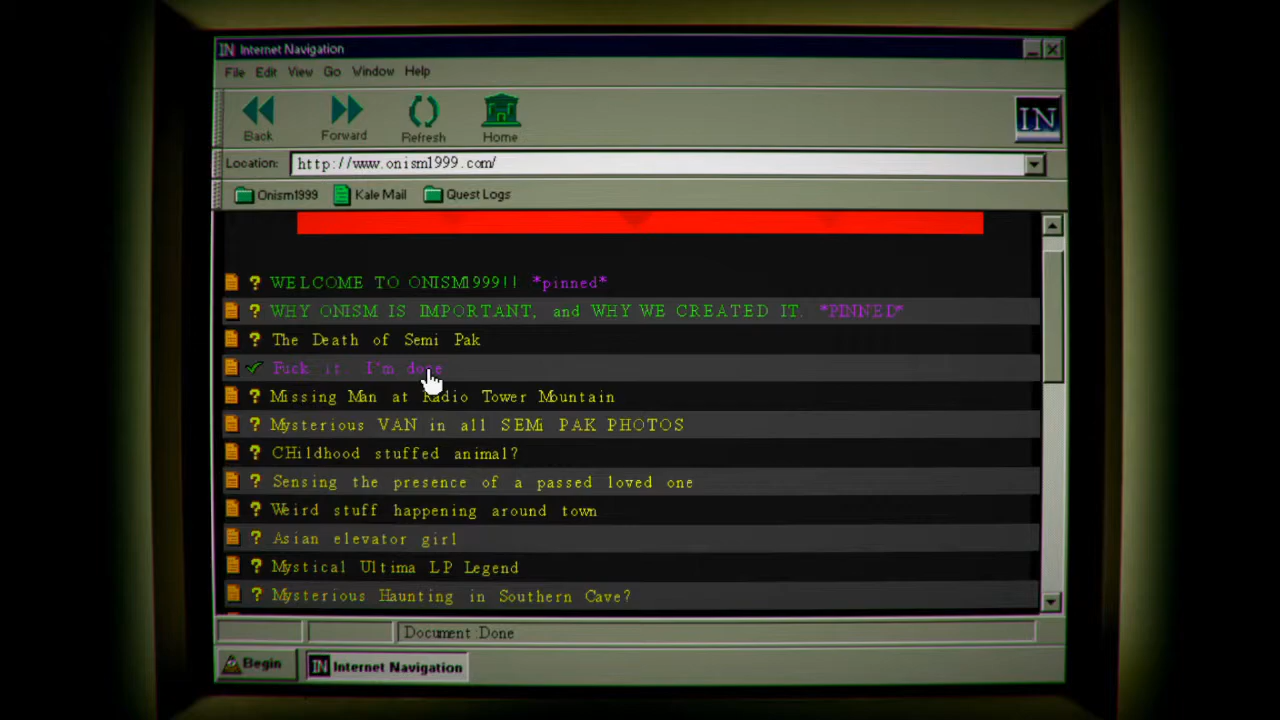 IN Internet Navigation
File Edit View Go Window Help
Back Forward Refresh Home IN
Location: http://www.onism1999.com/
Onism1999 Kale Mail Quest Logs
? WELCOME TO ONISM1999!! *pinned*
? WHY ONISM IS IMPORTANT, and WHY WE CREATED IT. *PINNED*
? The Death of Semi Pak
Fuck it I'm done
? Missing Man at Radio Tower Mountain
? Mysterious VAN in all SEMi PAK PHOTOS
? CHildhood stuffed animal?
? Sensing the presence of a passed loved one
? Weird stuff happening around town
? Asian elevator girl
? Mystical Ultima LP Legend
? Mysterious Haunting in Southern Cave?
Document:Done
Begin IN Internet Navigation